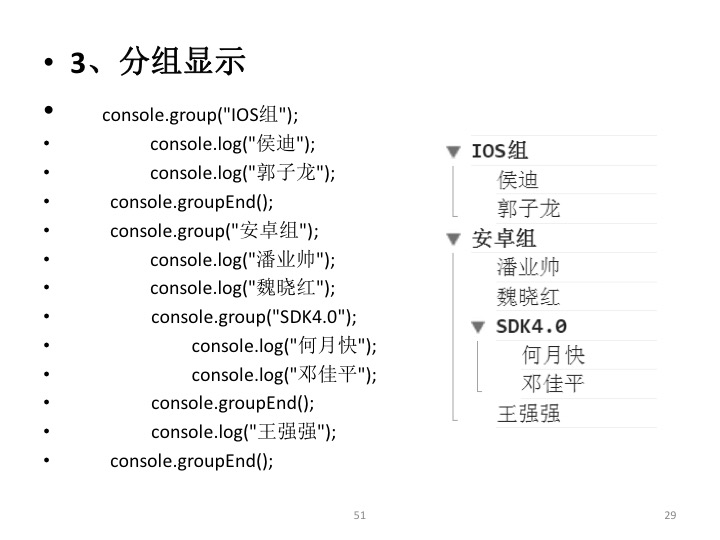 • 3、分组显示
• console.group("IOS组");
• console.log("侯迪");
• console.log("郭子龙");
• console.groupEnd();
• console.group("安卓组");
• console.log("潘业帅");
• console.log("魏晓红");
• console.group("SDK4.0");
• console.log("何月快");
• console.log("邓佳平");
• console.groupEnd();
• console.log("王强强");
• console.groupEnd();
▼ IOS组
侯迪
郭子龙
▼ 安卓组
潘业帅
魏晓红
▼ SDK4.0
何月快
邓佳平
王强强
51
29